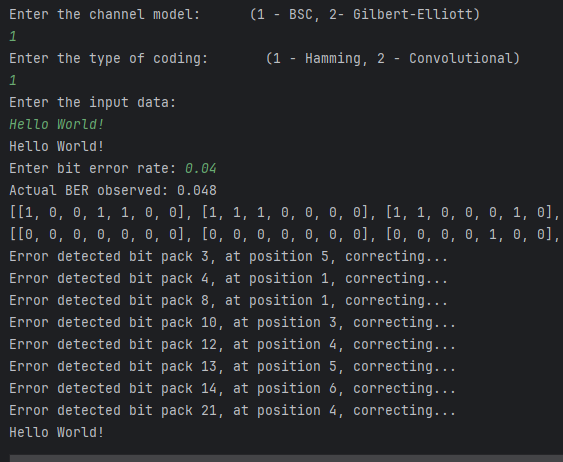 Enter the channel model:      (1 - BSC, 2- Gilbert-Elliott)
1
Enter the type of coding:       (1 - Hamming, 2 - Convolutional)
1
Enter the input data:
Hello World!
Hello World!
Enter bit error rate: 0.04
Actual BER observed: 0.048
[[1, 0, 0, 1, 1, 0, 0], [1, 1, 1, 0, 0, 0, 0], [1, 1, 0, 0, 0, 1, 0],
[[0, 0, 0, 0, 0, 0, 0], [0, 0, 0, 0, 0, 0, 0], [0, 0, 0, 0, 1, 0, 0],
Error detected bit pack 3, at position 5, correcting...
Error detected bit pack 4, at position 1, correcting...
Error detected bit pack 8, at position 1, correcting...
Error detected bit pack 10, at position 3, correcting...
Error detected bit pack 12, at position 4, correcting...
Error detected bit pack 13, at position 5, correcting...
Error detected bit pack 14, at position 6, correcting...
Error detected bit pack 21, at position 4, correcting...
Hello World!